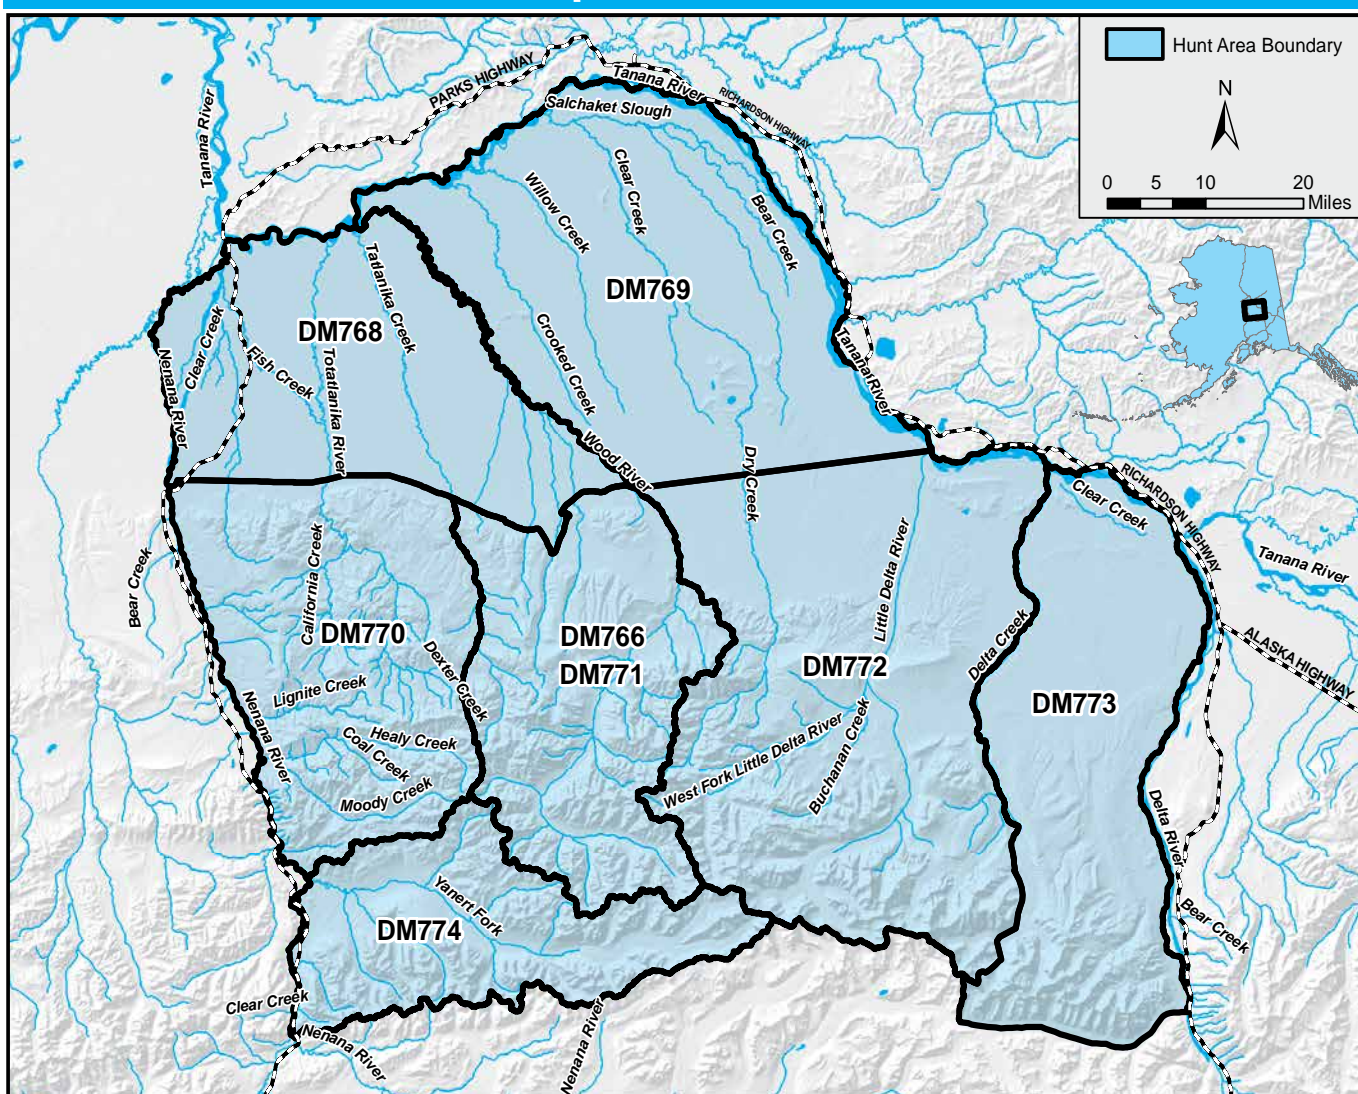 Hunt Area Boundary
N
0 5 10 20
Miles
PARKS HIGHWAY
Tanana River
RICHARDSON HIGHWAY
Salchaket Slough
Tanana River
Clear Creek
Willow Creek
Bear Creek
Tatlanika Creek
DM769
DM768
Clear Creek
Fish Creek
Totatlanika River
Nenana River
Crooked Creek
Tanana River
Wood River
Dry Creek
RICHARDSON HIGHWAY
Clear Creek
Tanana River
Bear Creek
California Creek
Little Delta River
DM770
DM766
DM771
DM772
Delta Creek
ALASKA HIGHWAY
DM773
Dexter Creek
Lignite Creek
Nenana River
Healy Creek
Coal Creek
Moody Creek
West Fork Little Delta River
Buchanan Creek
Delta River
Yanert Fork
DM774
Bear Creek
Clear Creek
Nenana River
Nenana River